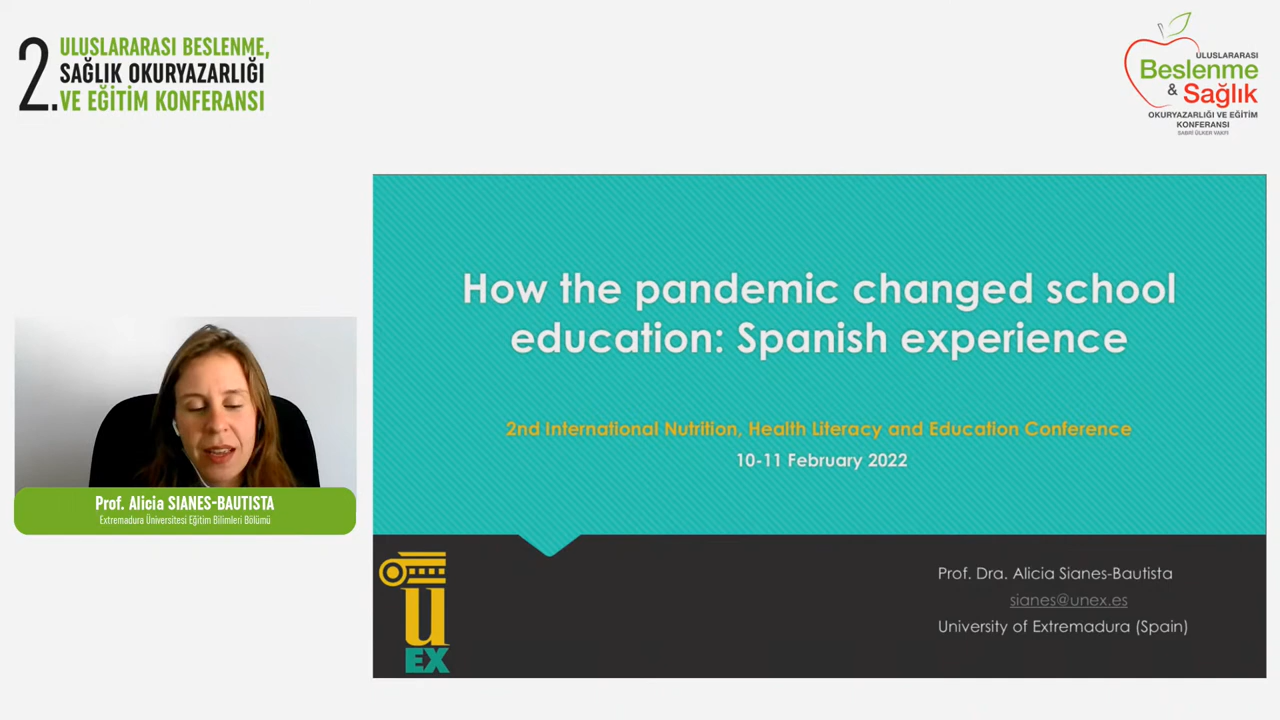 2.
ULUSLARARASI BESLENME,
SAĞLIK OKURYAZARLIĞI
VE EĞİTİM KONFERANSI
ULUSLARARASI
Beslenme
& Sağlık
OKURYAZARLIĞI VE EĞİTİM
KONFERANSI
SABRİ ÜLKER VAKFI
How the pandemic changed school
education: Spanish experience
2nd International Nutrition, Health Literacy and Education Conference
10-11 February 2022
Prof. Alicia SIANES-BAUTISTA
Extremadura Üniversitesi Eğitim Bilimleri Bölümü
u
EX
Prof. Dra. Alicia Sianes-Bautista
sianes@unex.es
University of Extremadura (Spain)